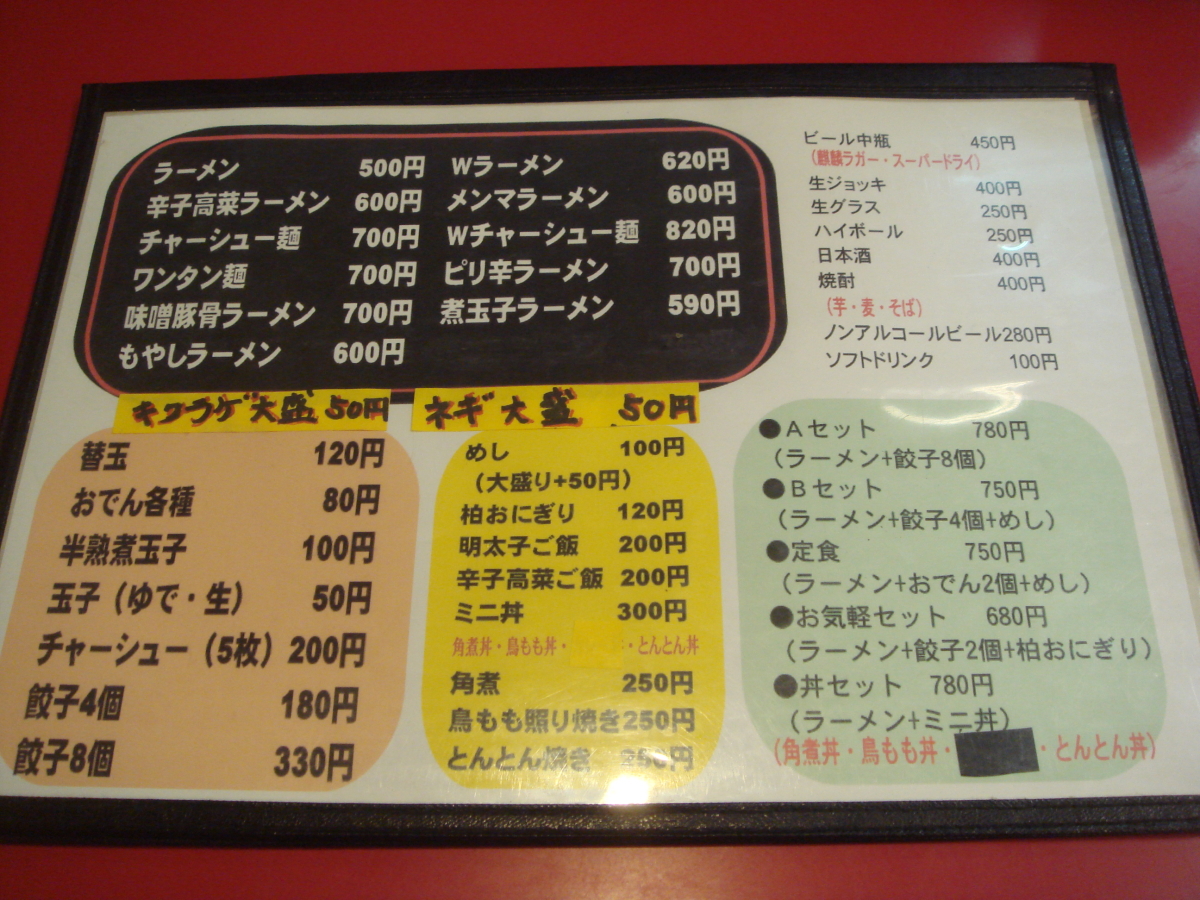 ラーメン 500円
辛子高菜ラーメン 600円
チャーシュー麺 700円
ワンタン麺 700円
味噌豚骨ラーメン 700円
もやしラーメン 600円
Wラーメン 620円
メンマラーメン 600円
Wチャーシュー麺 820円
ピリ辛ラーメン 700円
煮玉子ラーメン 590円
キクラゲ大盛 50円
ネギ大盛 50円
ビール中瓶 450円
(麒麟ラガー・スーパードライ)
生ジョッキ 400円
生グラス 250円
ハイボール 250円
日本酒 400円
焼酎 400円
(芋・麦・そば)
ノンアルコールビール280円
ソフトドリンク 100円
替玉 120円
おでん各種 80円
半熟煮玉子 100円
玉子(ゆで・生) 50円
チャーシュー(5枚) 200円
餃子4個 180円
餃子8個 330円
めし 100円
(大盛り+50円)
柏おにぎり 120円
明太子ご飯 200円
辛子高菜ご飯 200円
ミニ丼 300円
角煮丼・鳥もも丼・ ・とんとん丼
角煮 250円
鳥もも照り焼き250円
とんとん焼き 250円
●Aセット 780円
(ラーメン+餃子8個)
●Bセット 750円
(ラーメン+餃子4個+めし)
●定食 750円
(ラーメン+おでん2個+めし)
●お気軽セット 680円
(ラーメン+餃子2個+柏おにぎり)
●丼セット 780円
(ラーメン+ミニ丼)
(角煮丼・鳥もも丼・ ・とんとん丼)